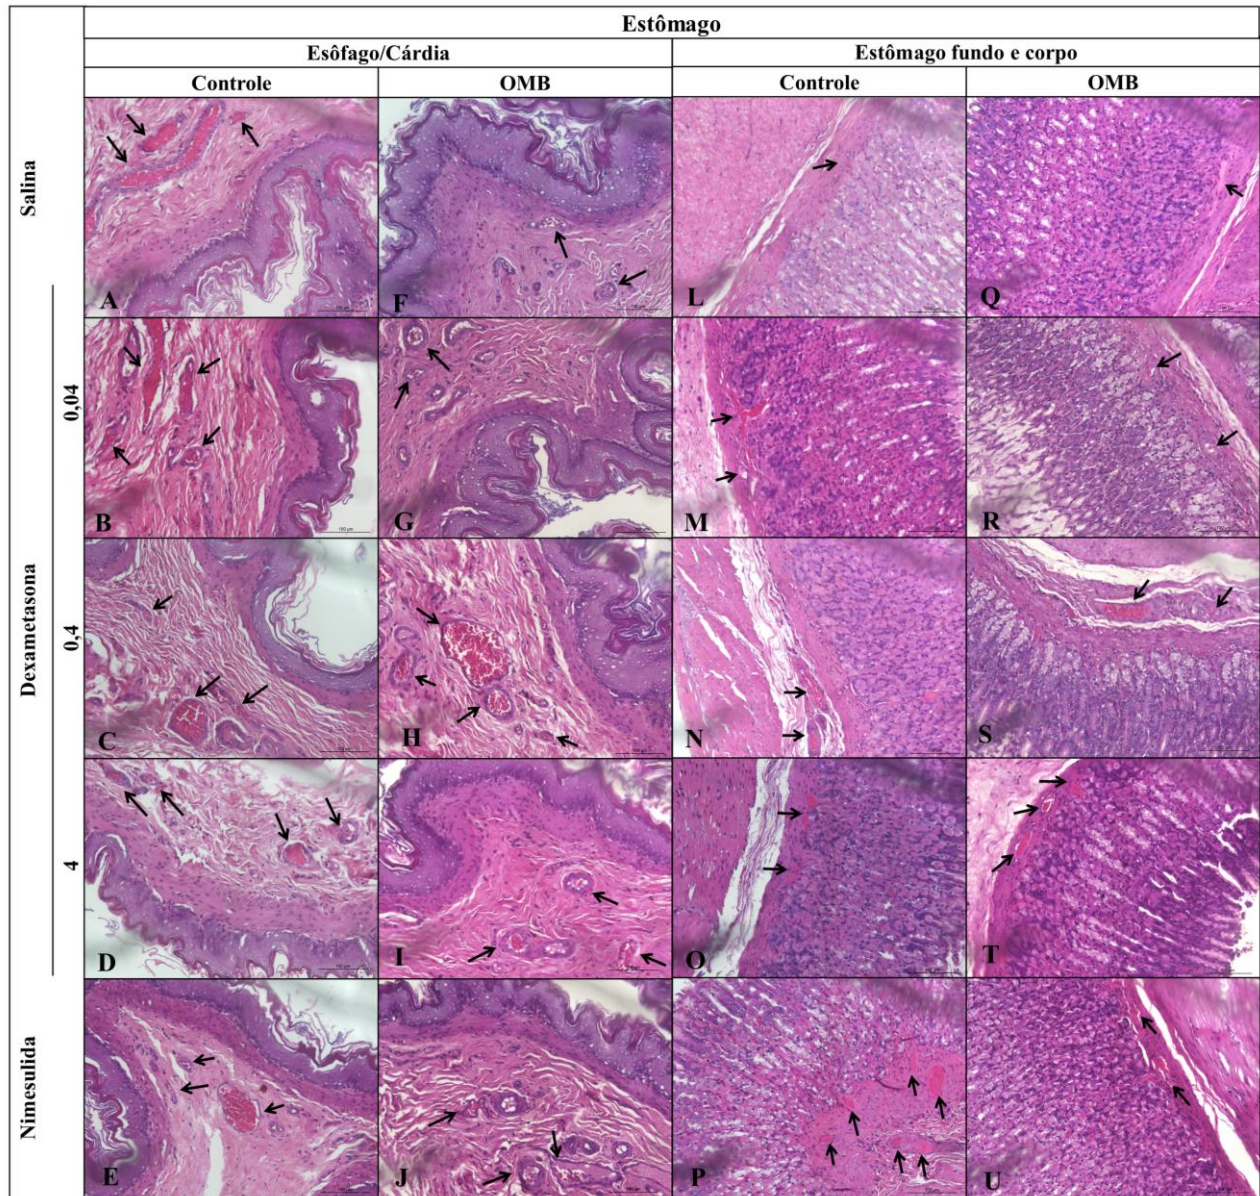 Estômago
Esôfago/Cárdia Estômago fundo e corpo
Controle OMB Controle OMB
Salina
A F L Q
Dexametasona
0,04
B G M R
0,4
C H N S
4
D I O T
Nimesulida
E J P U